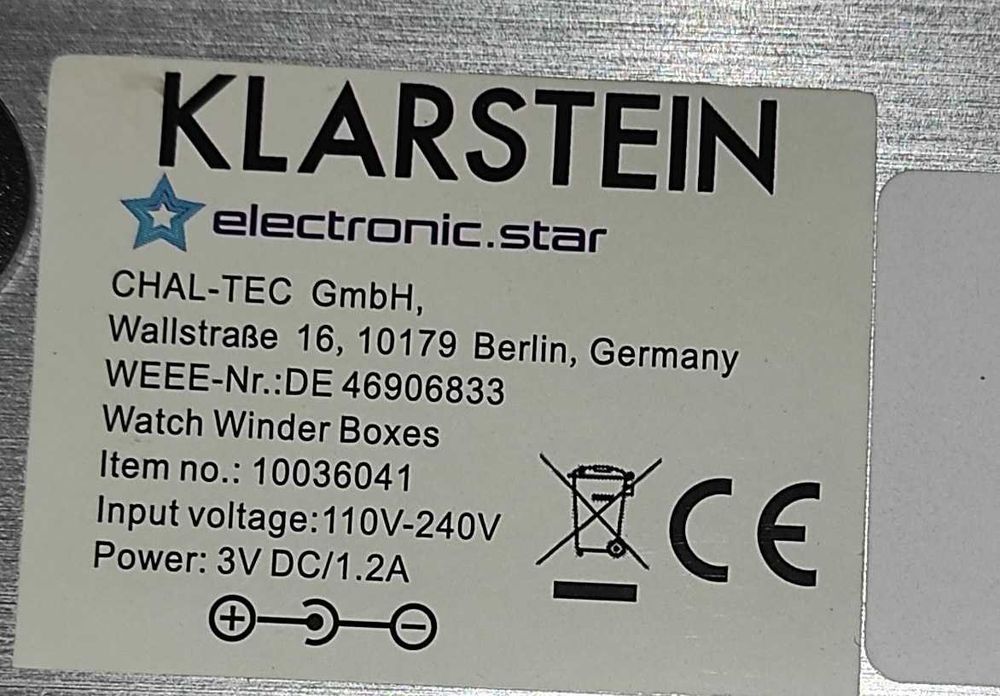 KLARSTEIN
electronic.star
CHAL-TEC GmbH,
Wallstraße 16, 10179 Berlin, Germany
WEEE-Nr.:DE 46906833
Watch Winder Boxes
Item no.: 10036041
Input voltage:110V-240V
Power: 3V DC/1.2A
CE